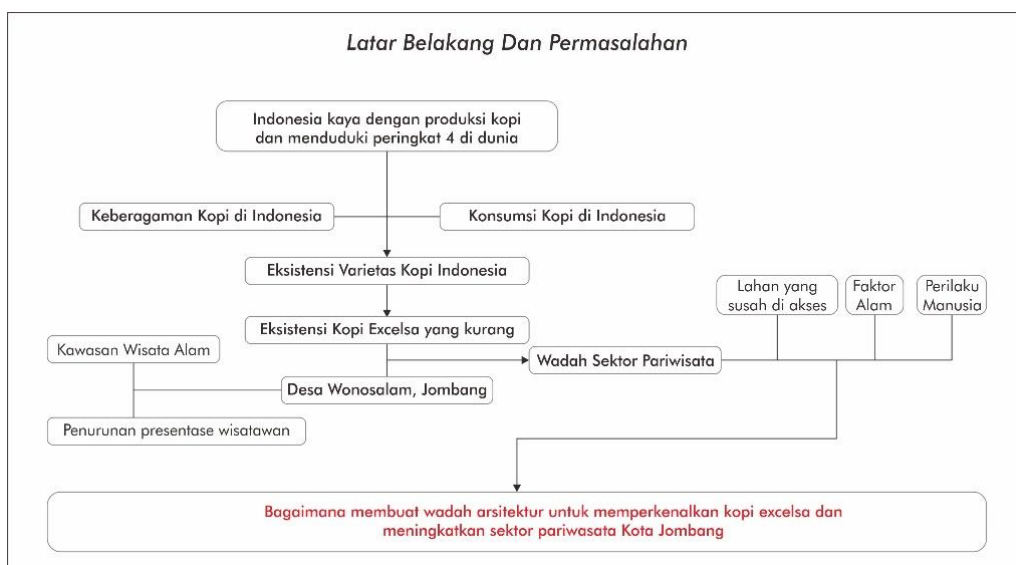 Latar Belakang Dan Permasalahan
Indonesia kaya dengan produksi kopi
dan menduduki peringkat 4 di dunia
Keberagaman Kopi di Indonesia
Konsumsi Kopi di Indonesia
Eksistensi Varietas Kopi Indonesia
Lahan yang
susah di akses
Faktor
Alam
Perilaku
Manusia
Eksistensi Kopi Excelsa yang kurang
Kawasan Wisata Alam
Wadah Sektor Pariwisata
Desa Wonosalam, Jombang
Penurunan presentase wisatawan
Bagaimana membuat wadah arsitektur untuk memperkenalkan kopi excelsa dan
meningkatkan sektor pariwasata Kota Jombang